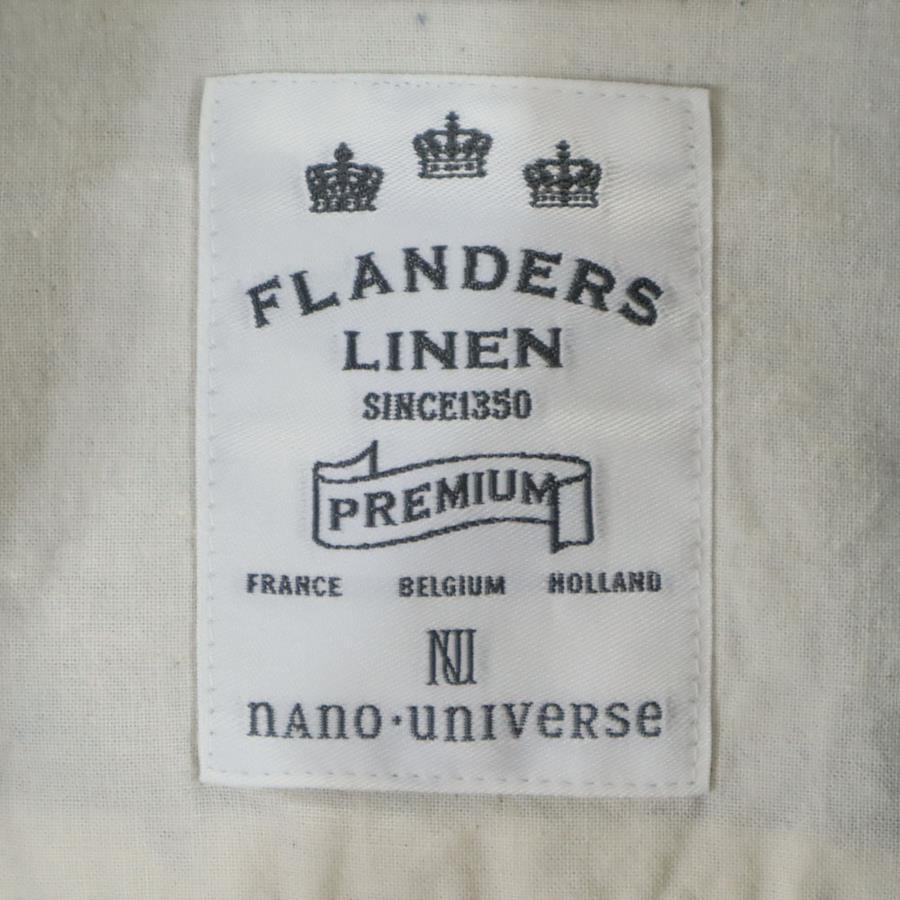 FLANDERS
LINEN
SINCE1350
PREMIUM
FRANCE BELGIUM HOLLAND
NU
nAno·unIVeRse